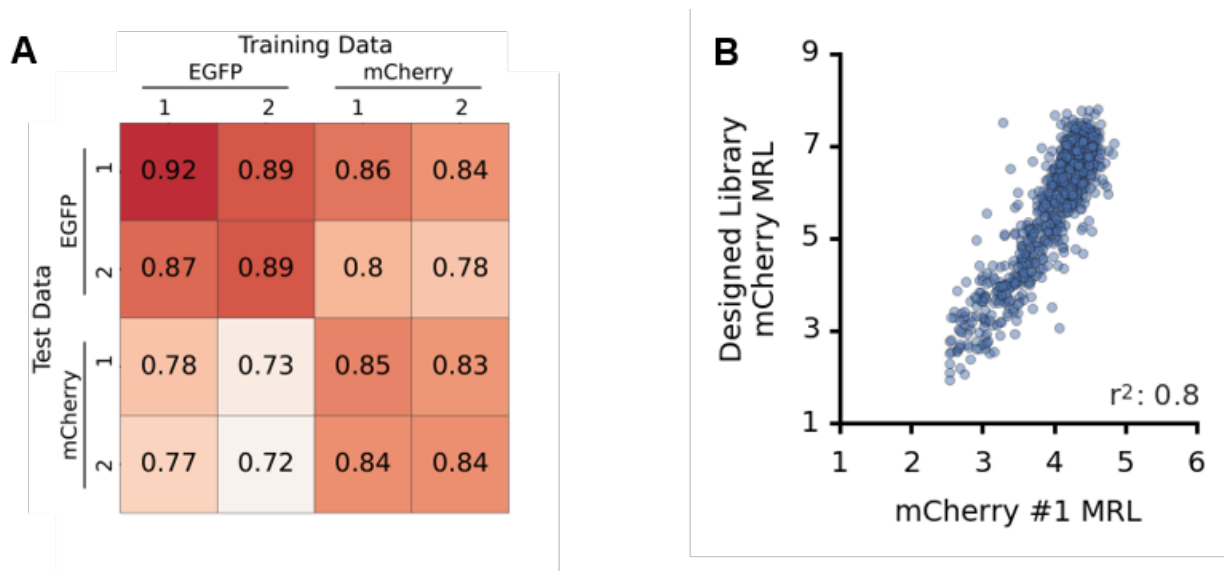 A
Training Data
EGFP mCherry
1 2 1 2
Test Data
EGFP
mCherry
1 0.92 0.89 0.86 0.84
2 0.87 0.89 0.8 0.78
1 0.78 0.73 0.85 0.83
2 0.77 0.72 0.84 0.84
B
Designed Library
mCherry MRL
9
7
5
3
1
r²: 0.8
1 2 3 4 5 6
mCherry #1 MRL